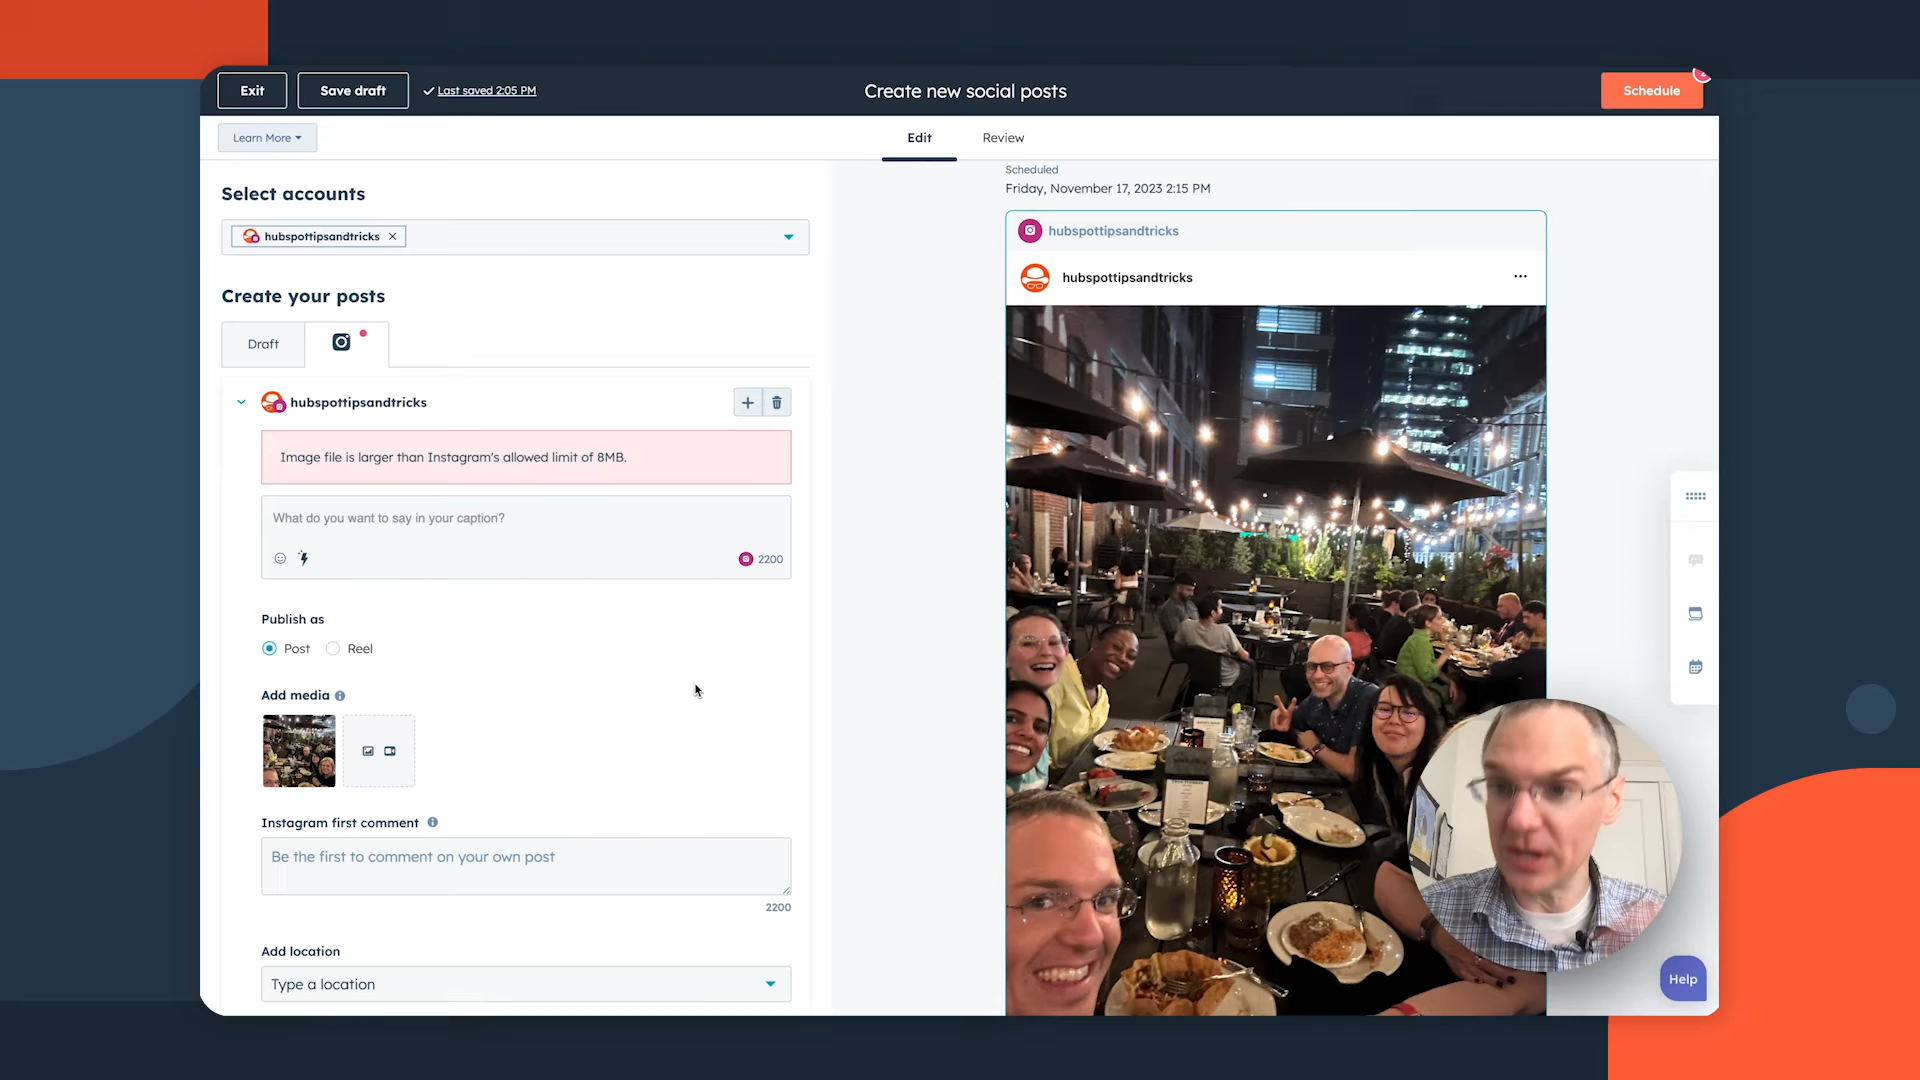 Exit
Save draft
Last saved 2:05 PM
Create new social posts
Schedule
Learn More
Edit
Review
Select accounts
hubspottipsandtricks
Create your posts
Draft
hubspottipsandtricks
Image file is larger than Instagram's allowed limit of 8MB.
What do you want to say in your caption?
2200
Publish as
Post
Reel
Add media
Instagram first comment
Be the first to comment on your own post
2200
Add location
Type a location
Scheduled
Friday, November 17, 2023 2:15 PM
hubspottipsandtricks
hubspottipsandtricks
Help